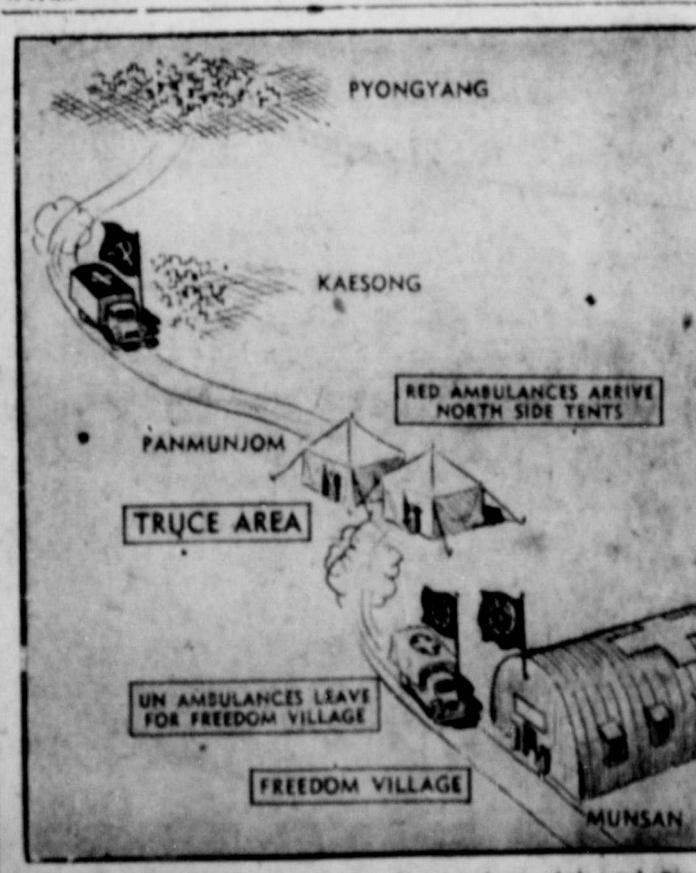 PYONGYANG
KAESONG
RED AMBULANCES ARRIVE
NORTH SIDE TENTS
PANMUNJOM
TRUCE AREA
UN AMBULANCES LEAVE
FOR FREEDOM VILLAGE
FREEDOM VILLAGE
MUNSAN